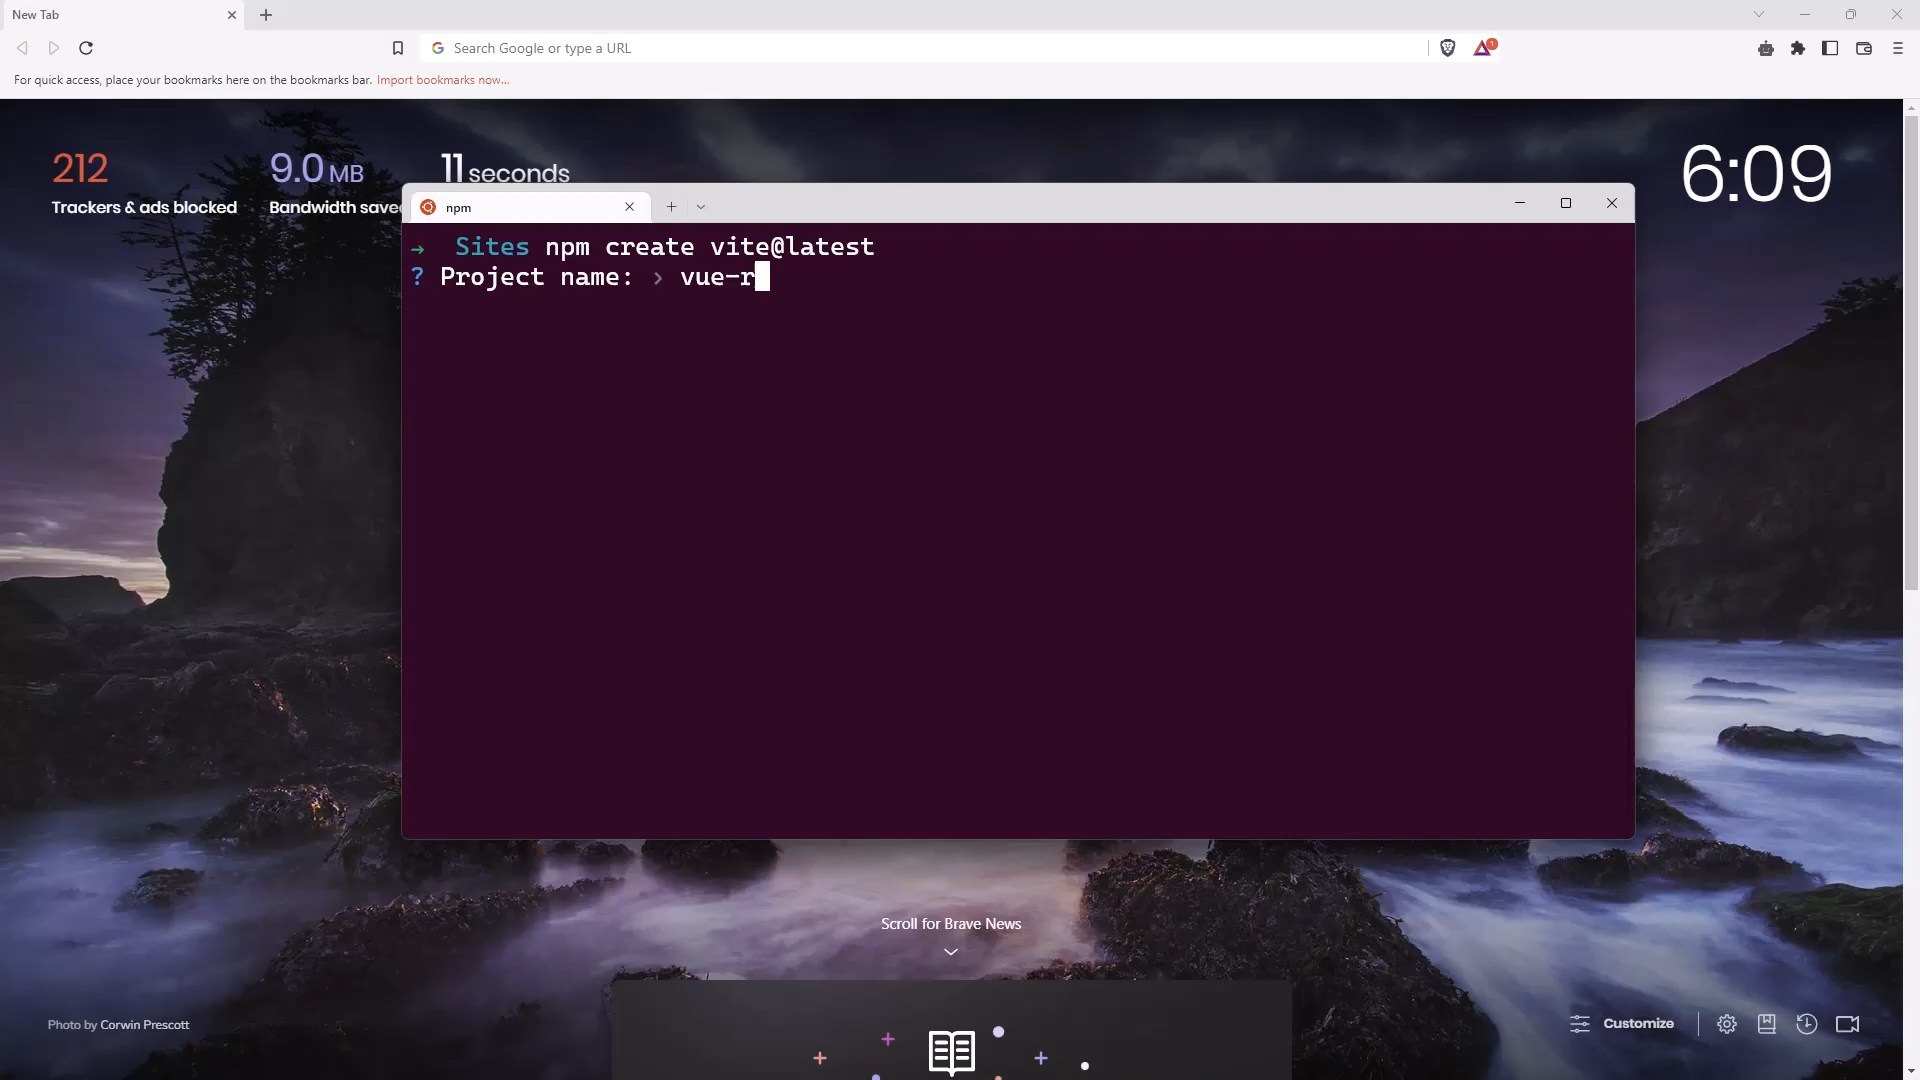 New Tab
Search Google or type a URL
1
For quick access, place your bookmarks here on the bookmarks bar. Import bookmarks now...
212
Trackers & ads blocked
9.0 MB
Bandwidth saved
11 seconds
6:09
npm
→ Sites npm create vite@latest
? Project name: › vue-r
Scroll for Brave News
Photo by Corwin Prescott
Customize